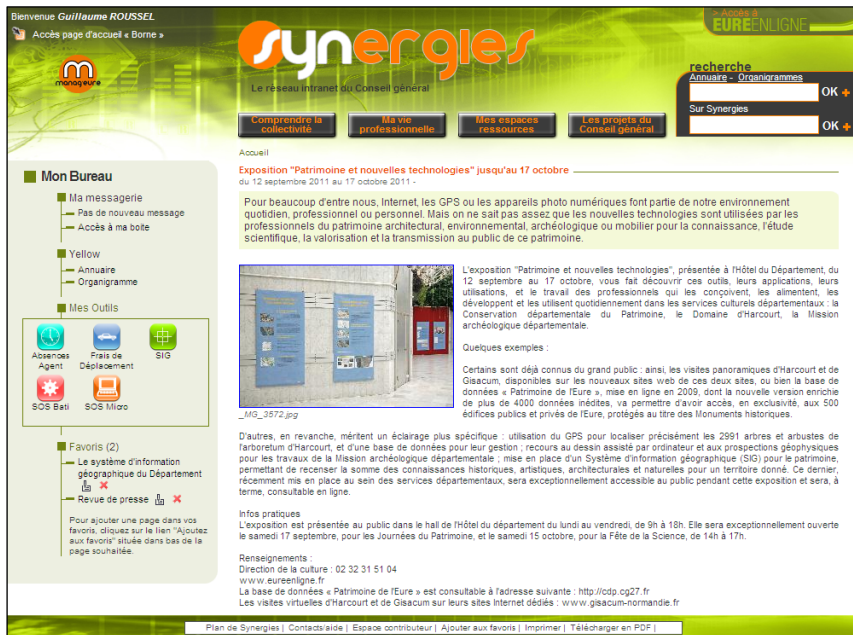 Bienvenue Guillaume ROUSSEL
Accès page d'accueil « Borne »
manageure
synergies
Le réseau intranet du Conseil général
> Accès à
EUREENLIGNE
recherche
Annuaire - Organigrammes
OK +
Sur Synergies
OK +
Comprendre la
collectivité
Ma vie
professionnelle
Mes espaces
ressources
Les projets du
Conseil général
Accueil
Mon Bureau
Ma messagerie
Pas de nouveau message
Accès à ma boite
Yellow
Annuaire
Organigramme
Mes Outils
Absences
Agent
Frais de
Déplacement
SIG
SOS Bati
SOS Micro
Favoris (2)
Le système d'information
géographique du Département
Revue de presse
Pour ajouter une page dans vos
favoris, cliquez sur le lien "Ajoutez
aux favoris" située dans bas de la
page souhaitée.
Exposition "Patrimoine et nouvelles technologies" jusqu'au 17 octobre
du 12 septembre 2011 au 17 octobre 2011 -
Pour beaucoup d'entre nous, Internet, les GPS ou les appareils photo numériques font partie de notre environnement
quotidien, professionnel ou personnel. Mais on ne sait pas assez que les nouvelles technologies sont utilisées par les
professionnels du patrimoine architectural, environnemental, archéologique ou mobilier pour la connaissance, l'étude
scientifique, la valorisation et la transmission au public de ce patrimoine.
L'exposition "Patrimoine et nouvelles technologies", présentée à l'Hôtel du Département, du
12 septembre au 17 octobre, vous fait découvrir ces outils, leurs applications, leurs
utilisations, et le travail des professionnels qui les conçoivent, les alimentent, les
développent et les utilisent quotidiennement dans les services culturels départementaux : la
Conservation départementale du Patrimoine, le Domaine d'Harcourt, la Mission
archéologique départementale.
Quelques exemples :
Certains sont déjà connus du grand public : ainsi, les visites panoramiques d'Harcourt et de
Gisacum, disponibles sur les nouveaux sites web de ces deux sites, ou bien la base de
données « Patrimoine de l'Eure », mise en ligne en 2009, dont la nouvelle version enrichie
de plus de 4000 données inédites, va permettre d'avoir accès, en exclusivité, aux 500
édifices publics et privés de l'Eure, protégés au titre des Monuments historiques.
_MG_3572.jpg
D'autres, en revanche, méritent un éclairage plus spécifique : utilisation du GPS pour localiser précisément les 2991 arbres et arbustes de
l'arboretum d'Harcourt, et d'une base de données pour leur gestion ; recours au dessin assisté par ordinateur et aux prospections géophysiques
pour les travaux de la Mission archéologique départementale ; mise en place d'un Système d'information géographique (SIG) pour le patrimoine,
permettant de recenser la somme des connaissances historiques, artistiques, architecturales et naturelles pour un territoire donné. Ce dernier,
récemment mis en place au sein des services départementaux, sera exceptionnellement accessible au public pendant cette exposition et sera, à
terme, consultable en ligne.
Infos pratiques
L'exposition est présentée au public dans le hall de l'Hôtel du département du lundi au vendredi, de 9h à 18h. Elle sera exceptionnellement ouverte
le samedi 17 septembre, pour les Journées du Patrimoine, et le samedi 15 octobre, pour la Fête de la Science, de 14h à 17h.
Renseignements :
Direction de la culture : 02 32 31 51 04
www.eureenligne.fr
La base de données « Patrimoine de l'Eure » est consultable à l'adresse suivante : http://cdp.cg27.fr
Les visites virtuelles d'Harcourt et de Gisacum sur leurs sites Internet dédiés : www.gisacum-normandie.fr
Plan de Synergies | Contacts/aide | Espace contributeur | Ajouter aux favoris | Imprimer | Télécharger en PDF |